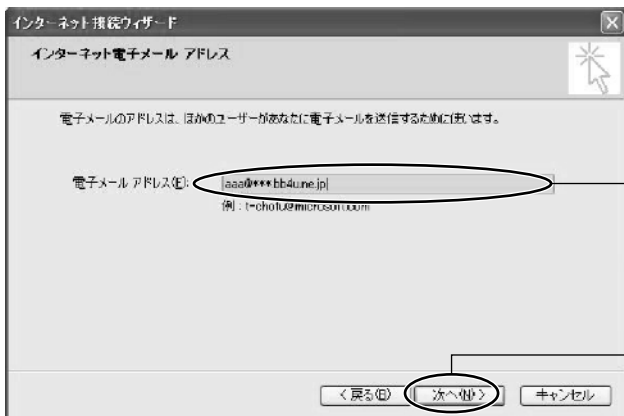 インターネット接続ウィザード
インターネット電子メール アドレス
電子メールのアドレスは、ほかのユーザーがあなたに電子メールを送信するために使います。
電子メール アドレス(E):
aaa@***.bb4u.ne.jp
例 : t-chofu@microsoft.com
< 戻る(B)
次へ(N) >
キャンセル